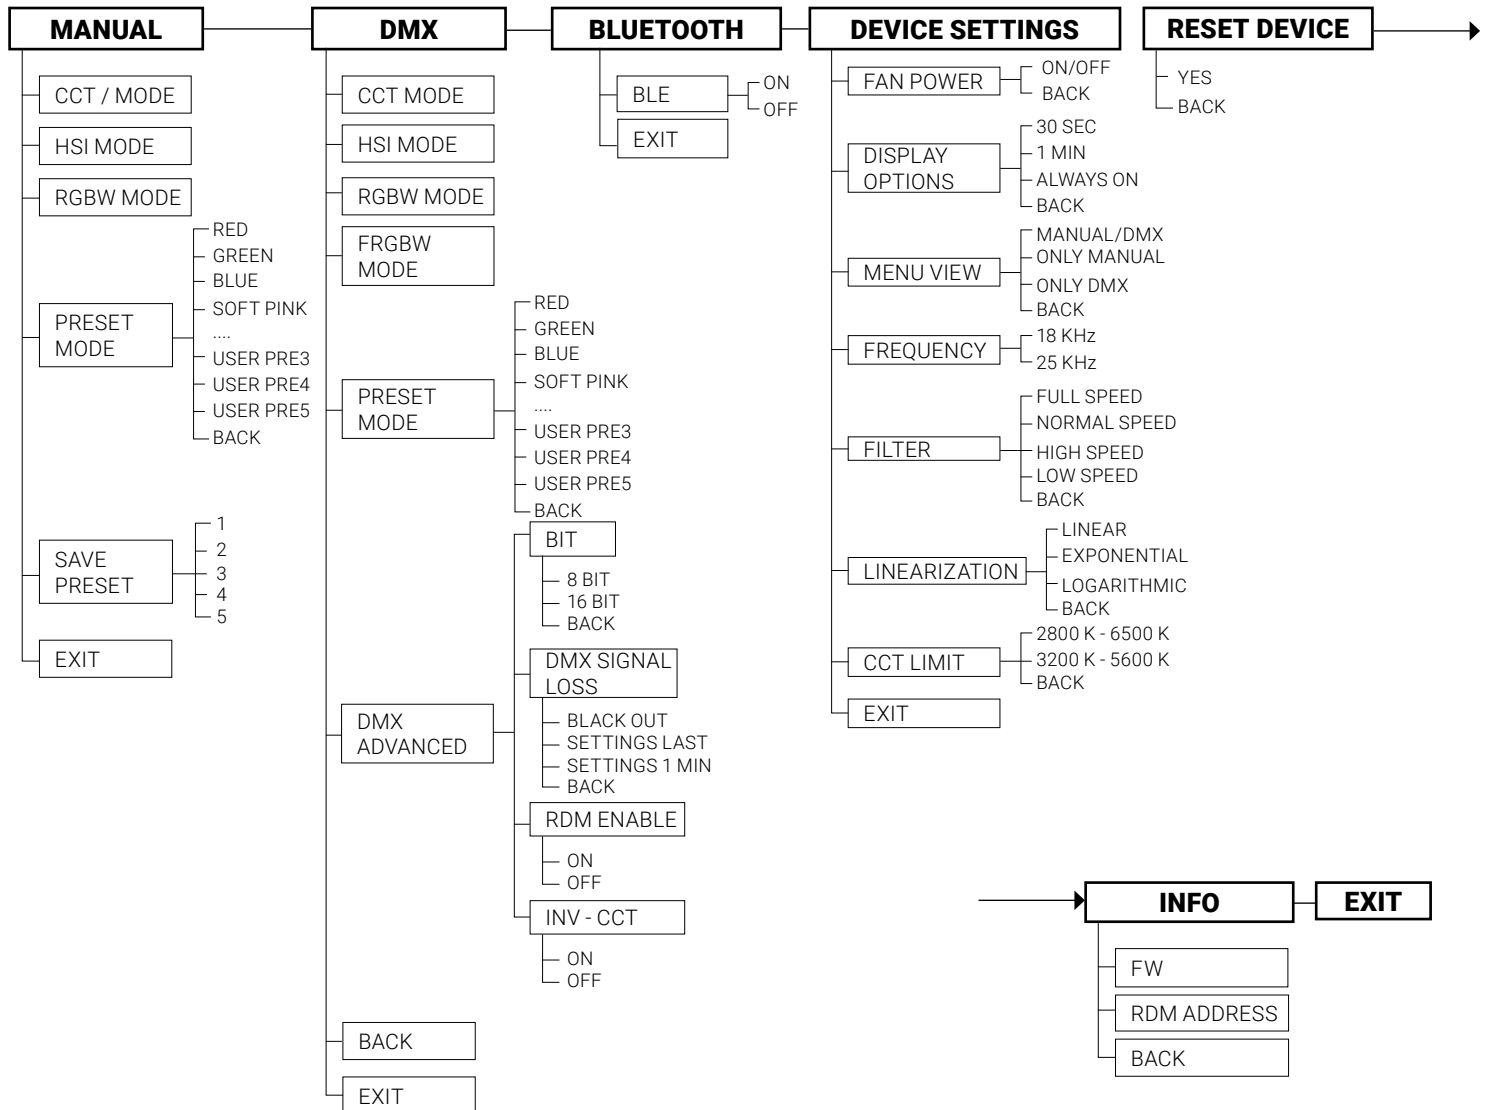 MANUAL
DMX
BLUETOOTH
DEVICE SETTINGS
RESET DEVICE
CCT / MODE
HSI MODE
RGBW MODE
PRESET
MODE
RED
GREEN
BLUE
SOFT PINK
....
USER PRE3
USER PRE4
USER PRE5
BACK
SAVE
PRESET
1
2
3
4
5
EXIT
CCT MODE
HSI MODE
RGBW MODE
FRGBW
MODE
PRESET
MODE
RED
GREEN
BLUE
SOFT PINK
....
USER PRE3
USER PRE4
USER PRE5
BACK
DMX
ADVANCED
BIT
8 BIT
16 BIT
BACK
DMX SIGNAL
LOSS
BLACK OUT
SETTINGS LAST
SETTINGS 1 MIN
BACK
RDM ENABLE
ON
OFF
INV - CCT
ON
OFF
BACK
EXIT
BLE
ON
OFF
EXIT
FAN POWER
ON/OFF
BACK
DISPLAY
OPTIONS
30 SEC
1 MIN
ALWAYS ON
BACK
MENU VIEW
MANUAL/DMX
ONLY MANUAL
ONLY DMX
BACK
FREQUENCY
18 KHz
25 KHz
FILTER
FULL SPEED
NORMAL SPEED
HIGH SPEED
LOW SPEED
BACK
LINEARIZATION
LINEAR
EXPONENTIAL
LOGARITHMIC
BACK
CCT LIMIT
2800 K - 6500 K
3200 K - 5600 K
BACK
EXIT
YES
BACK
INFO
EXIT
FW
RDM ADDRESS
BACK